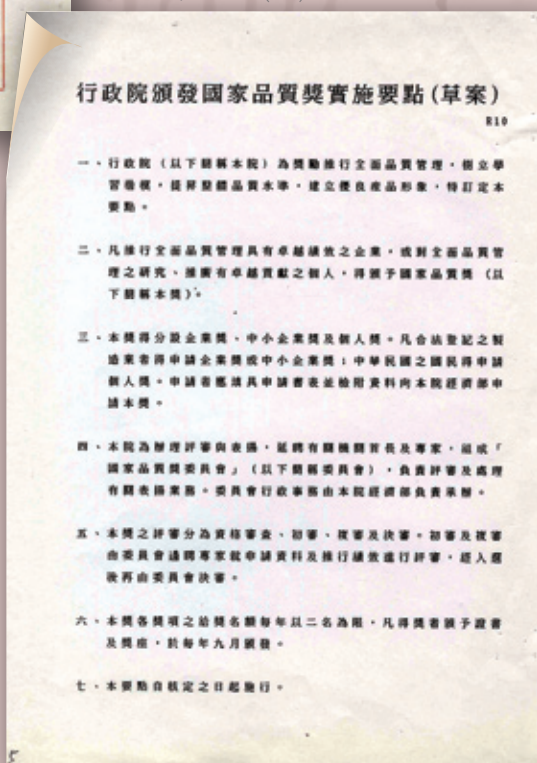 行政院頒發國家品質獎實施要點(草案)
R10
一、行政院（以下簡稱本院）為獎勵推行全面品質管理，樹立學
習楷模，提昇整體品質水準，建立優良產品形象，特訂定本
要點。
二、凡推行全面品質管理具有卓越績效之企業，或對全面品質管
理之研究、推廣有卓越貢獻之個人，得頒予國家品質獎（以
下簡稱本獎）。
三、本獎得分設企業獎、中小企業獎及個人獎。凡合法登記之製
造業者得申請企業獎或中小企業獎；中華民國之國民得申請
個人獎。申請者應填具申請書表並檢附資料向本院經濟部申
請本獎。
四、本院為辦理評審與表揚，延聘有關機關首長及專家，組成「
國家品質獎委員會」（以下簡稱委員會），負責評審及處理
有關表揚業務。委員會行政事務由本院經濟部負責承辦。
五、本獎之評審分為資格審查、初審、複審及決審。初審及複審
由委員會遴聘專家就申請資料及推行績效進行評審，經入選
後再由委員會決審。
六、本獎各獎項之給獎名額每年以二名為限，凡得獎者頒予證書
及獎座，於每年九月頒發。
七、本要點自核定之日起施行。
5